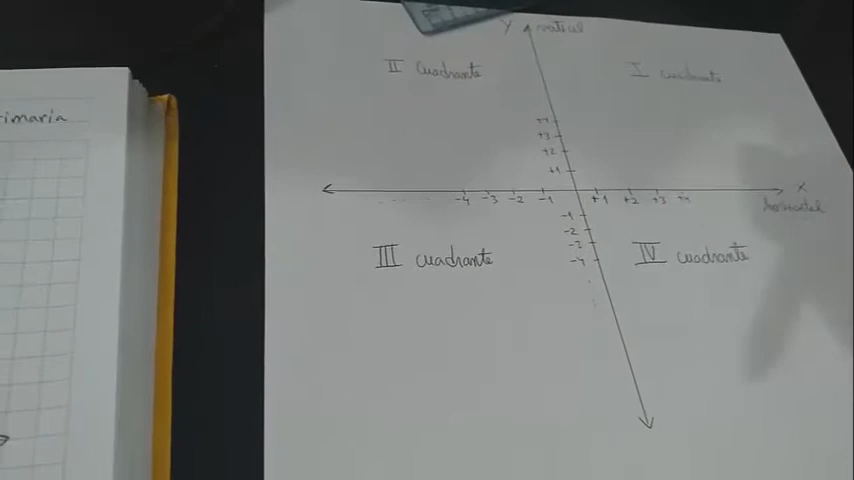 Y vertical
II cuadrante
I cuadrante
+4
+3
+2
+1
-4 -3 -2 -1 +1 +2 +3 +4
X
horizontal
-1
-2
-3
-4
III cuadrante
IV cuadrante